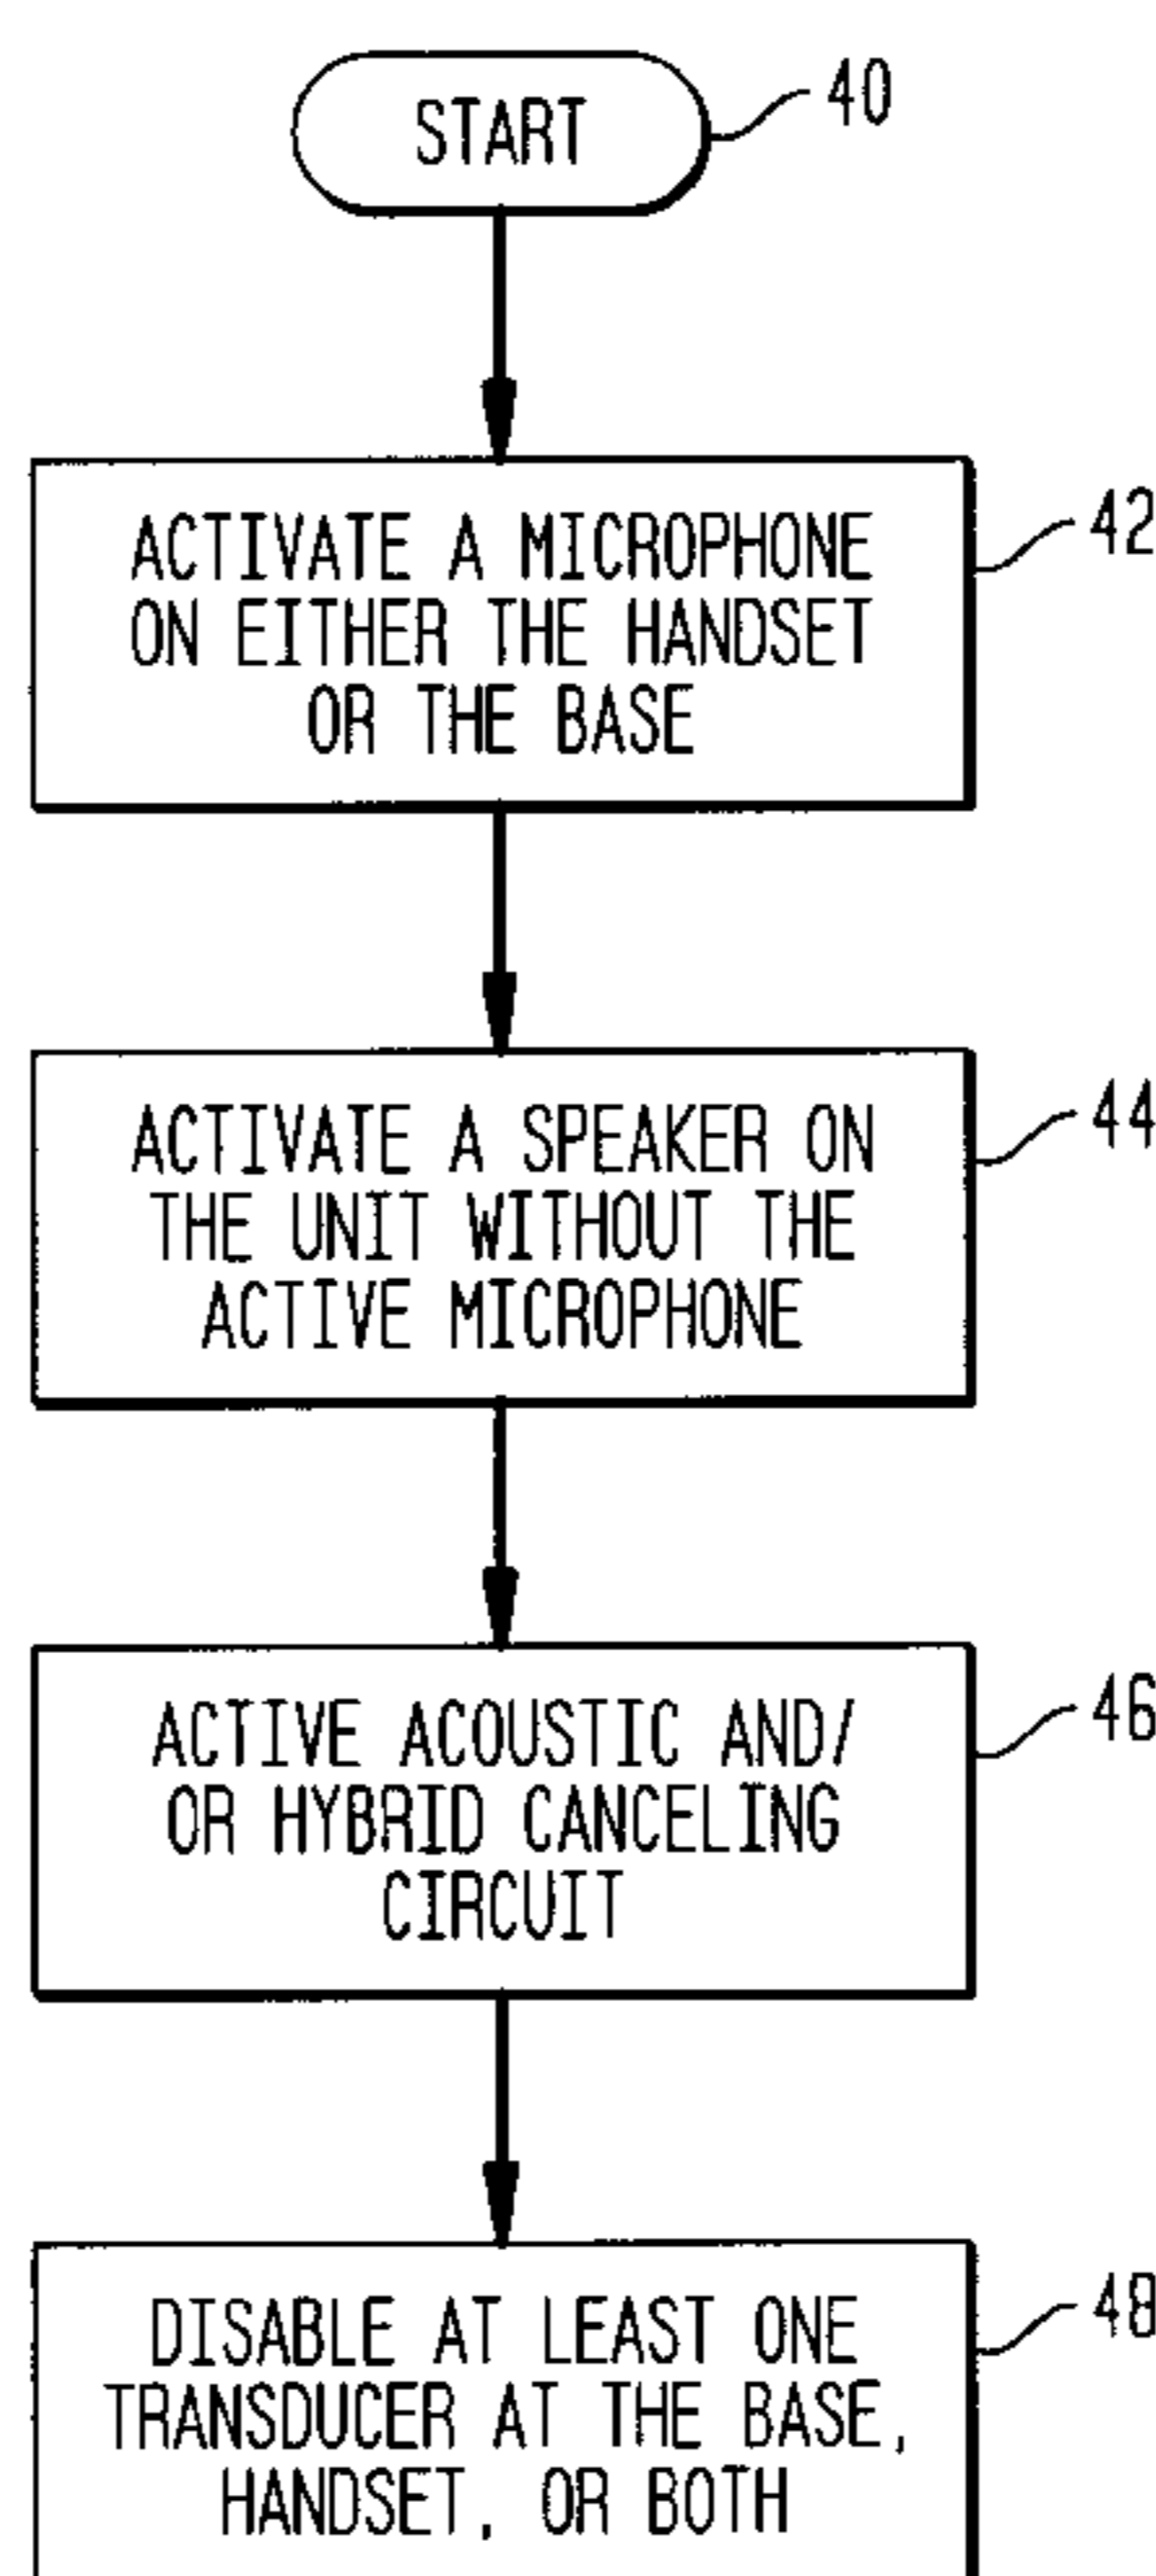 START
40
ACTIVATE A MICROPHONE
ON EITHER THE HANDSET
OR THE BASE
42
ACTIVATE A SPEAKER ON
THE UNIT WITHOUT THE
ACTIVE MICROPHONE
44
ACTIVE ACOUSTIC AND/
OR HYBRID CANCELING
CIRCUIT
46
DISABLE AT LEAST ONE
TRANSDUCER AT THE BASE,
HANDSET, OR BOTH
48